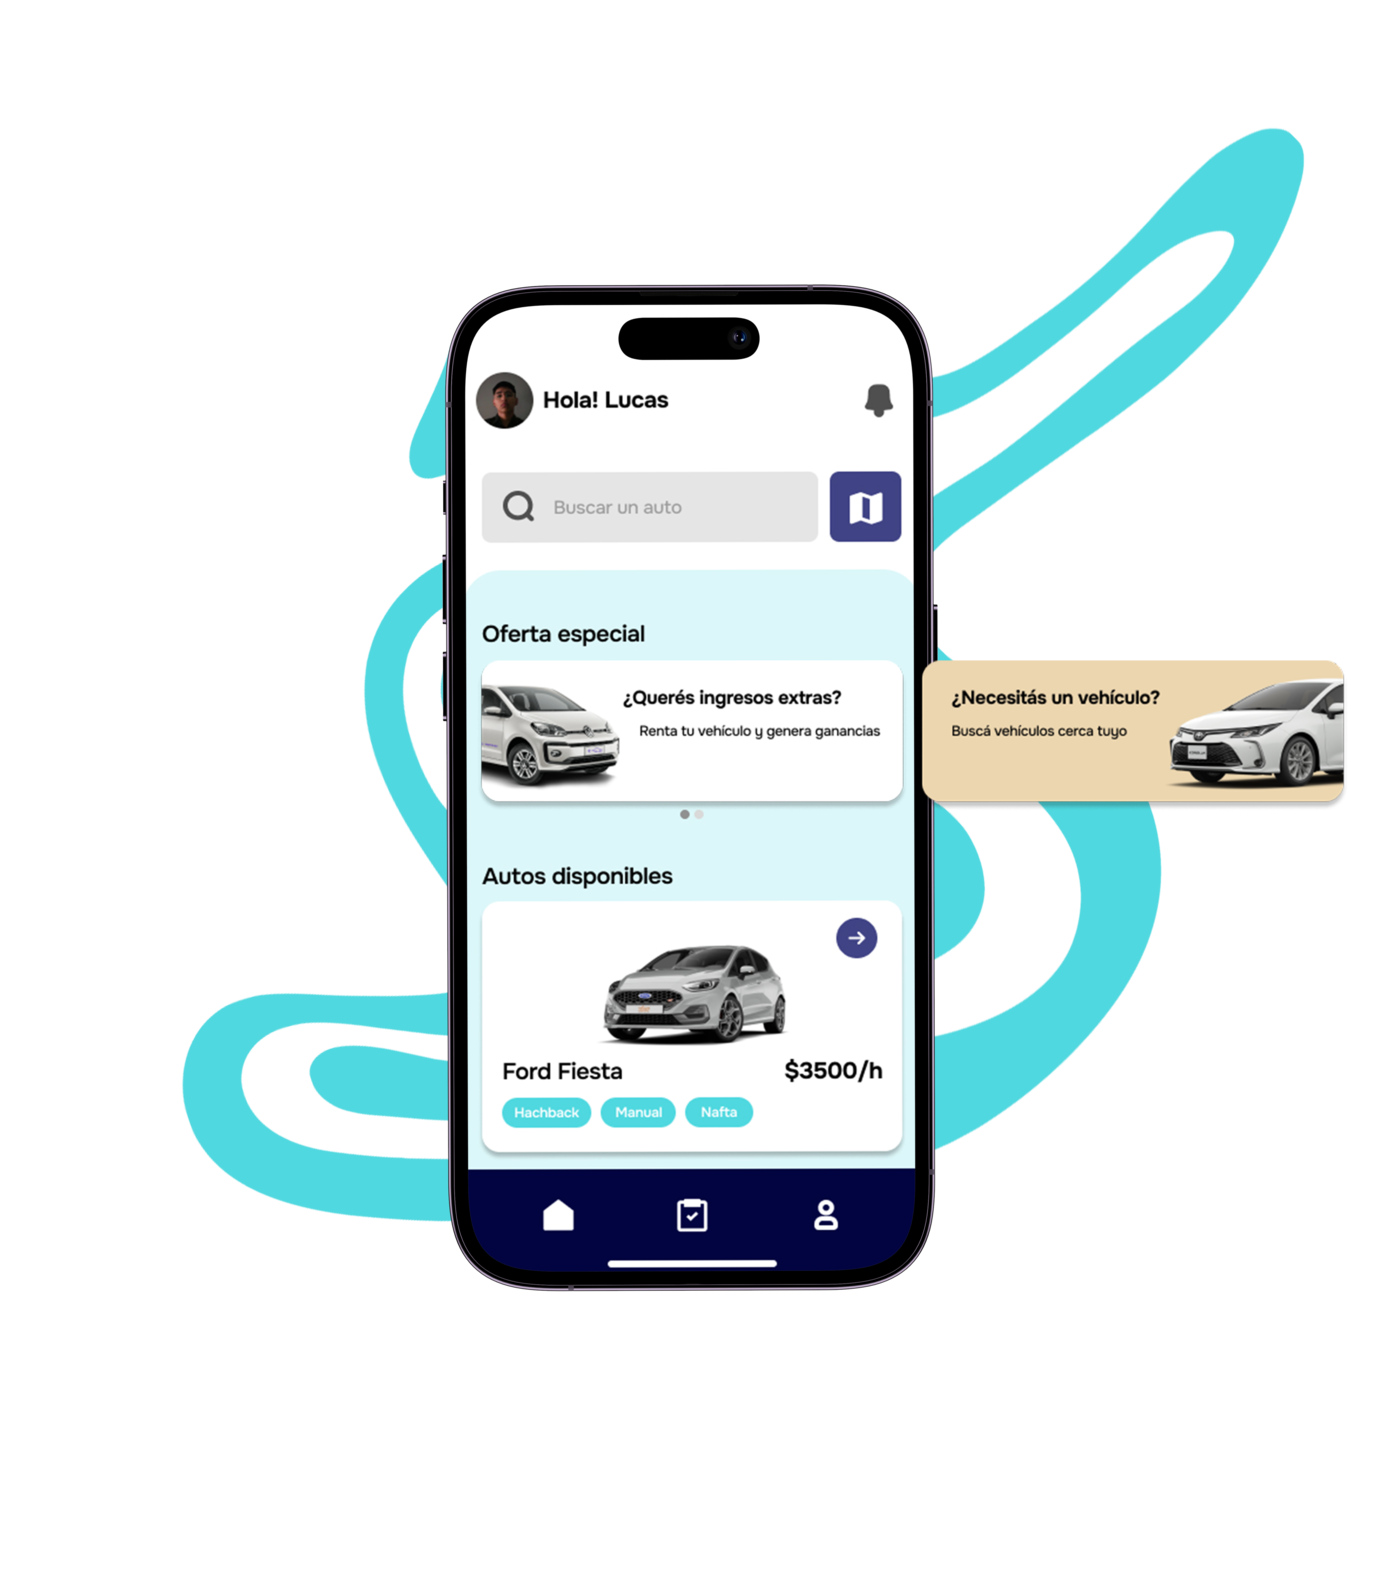 Hola! Lucas
Buscar un auto
Oferta especial
¿Querés ingresos extras?
Renta tu vehículo y genera ganancias
¿Necesitás un vehículo?
Buscá vehículos cerca tuyo
Autos disponibles
Ford Fiesta
$3500/h
Hachback
Manual
Nafta